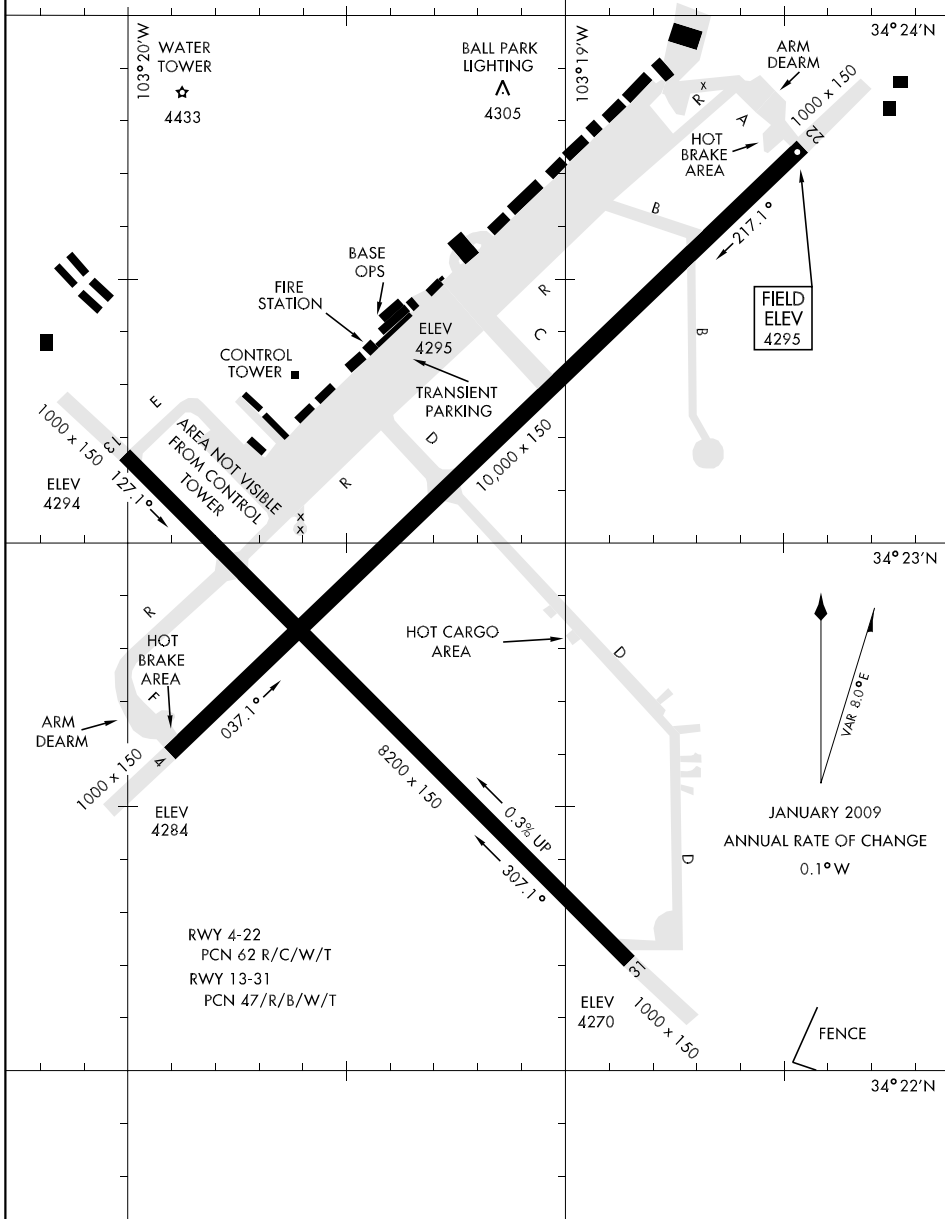 103°20'W
WATER
TOWER
4433
BALL PARK
LIGHTING
4305
103°19'W
34°24'N
ARM
DEARM
1000 x 150
22
R
x
A
HOT
BRAKE
AREA
B
217.1°
BASE
OPS
FIRE
STATION
R
FIELD
ELEV
4295
ELEV
4295
C
B
CONTROL
TOWER
TRANSIENT
PARKING
E
D
1000 x 150
13
AREA NOT VISIBLE
FROM CONTROL
TOWER
10,000 x 150
R
ELEV
4294
127.1°
x
x
34°23'N
R
HOT
BRAKE
AREA
HOT CARGO
AREA
D
F
VAR 8.0°E
ARM
DEARM
037.1°
1000 x 150
4
8200 x 150
ELEV
4284
0.3% UP
JANUARY 2009
ANNUAL RATE OF CHANGE
0.1°W
D
307.1°
RWY 4-22
PCN 62 R/C/W/T
RWY 13-31
PCN 47/R/B/W/T
31
ELEV
4270
1000 x 150
FENCE
34°22'N